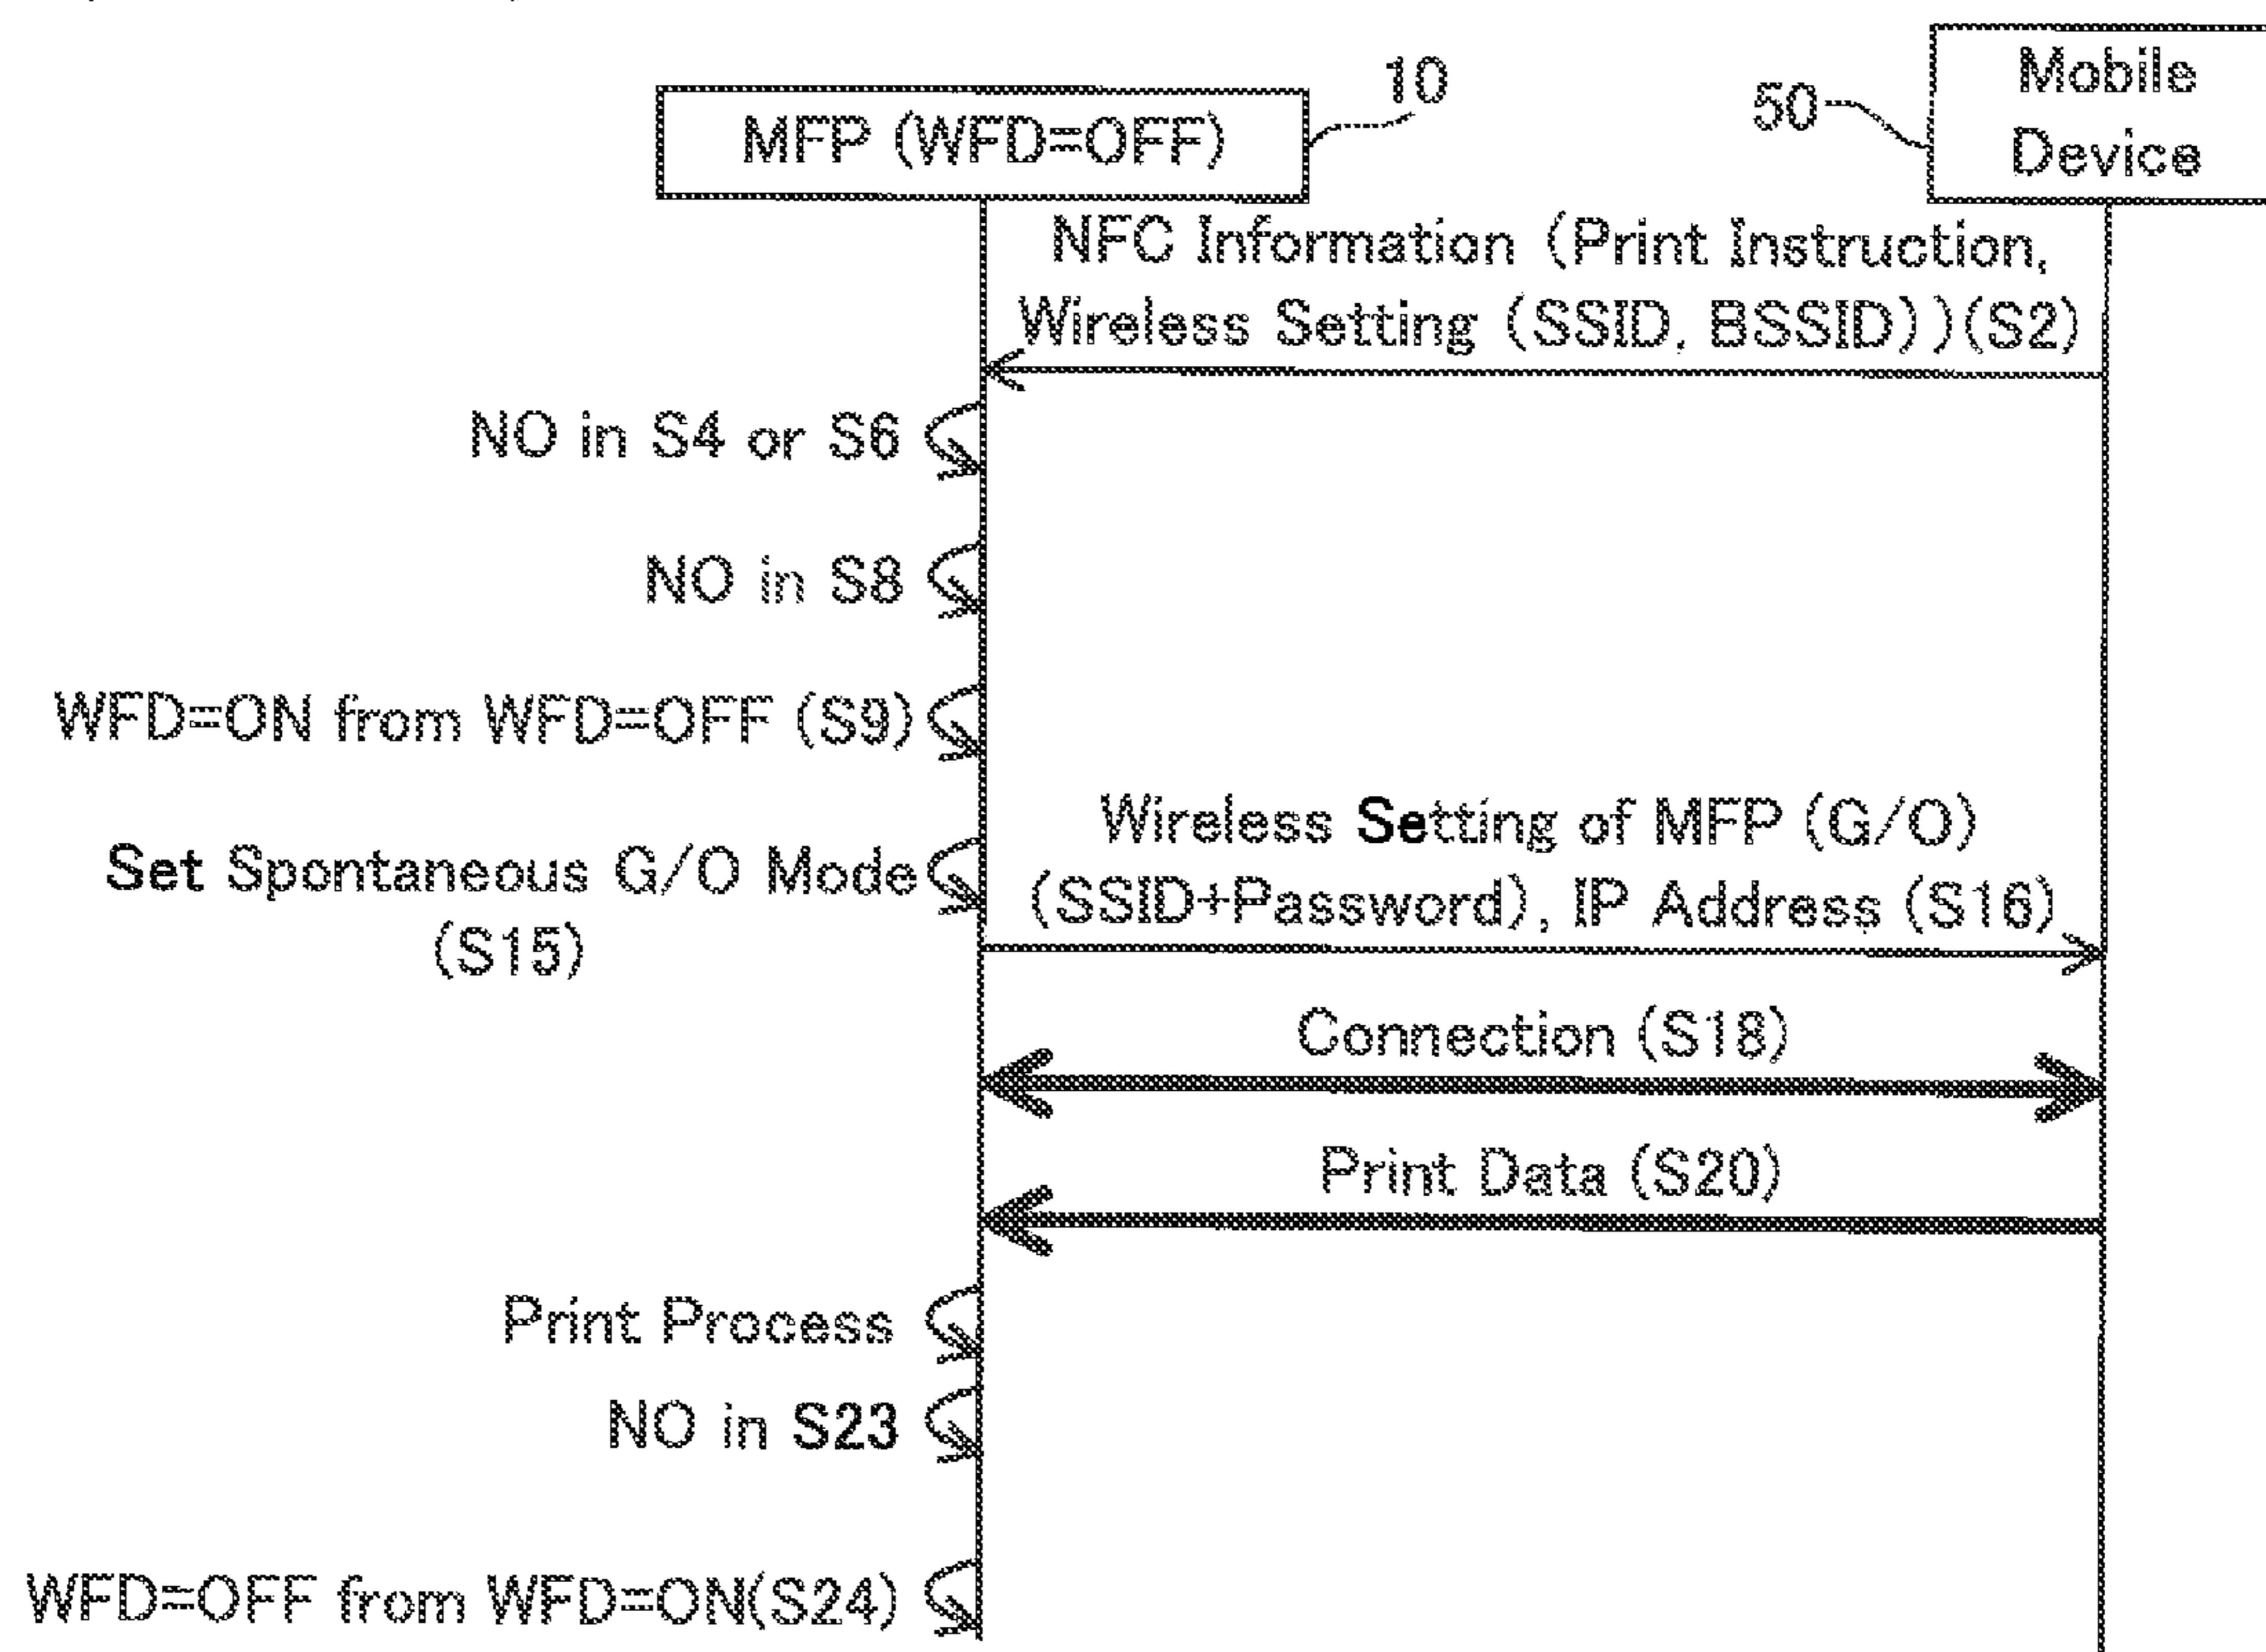 10
MFP (WFD=OFF)
50
Mobile
Device
NFC Information (Print Instruction,
Wireless Setting (SSID, BSSID))(S2)
NO in S4 or S6
NO in S8
WFD=ON from WFD=OFF (S9)
Set Spontaneous G/O Mode
(S15)
Wireless Setting of MFP (G/O)
(SSID+Password), IP Address (S16)
Connection (S18)
Print Data (S20)
Print Process
NO in S23
WFD=OFF from WFD=ON(S24)